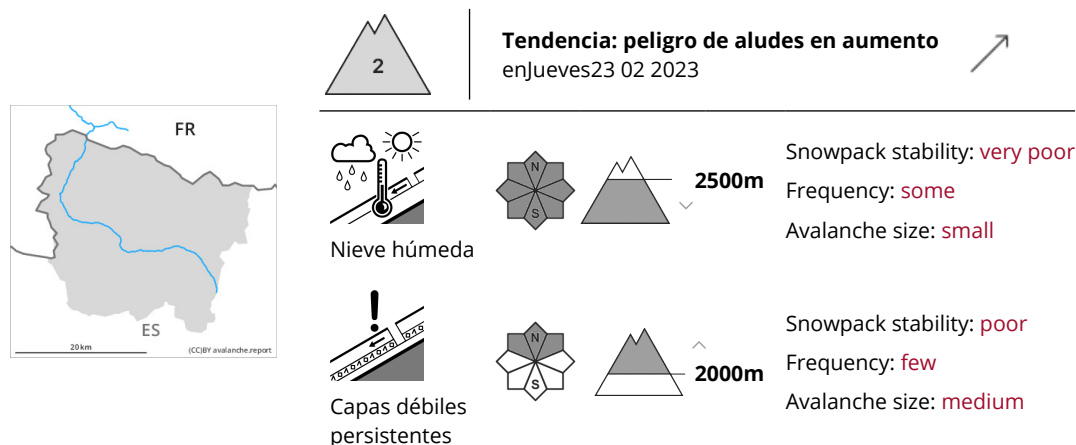 2
Tendencia: peligro de aludes en aumento
enJueves23 02 2023
FR
ES
20 km
(CC)BY avalanche.report
Nieve húmeda
N
S
2500m
Snowpack stability: very poor
Frequency: some
Avalanche size: small
Capas débiles
persistentes
N
S
2000m
Snowpack stability: poor
Frequency: few
Avalanche size: medium